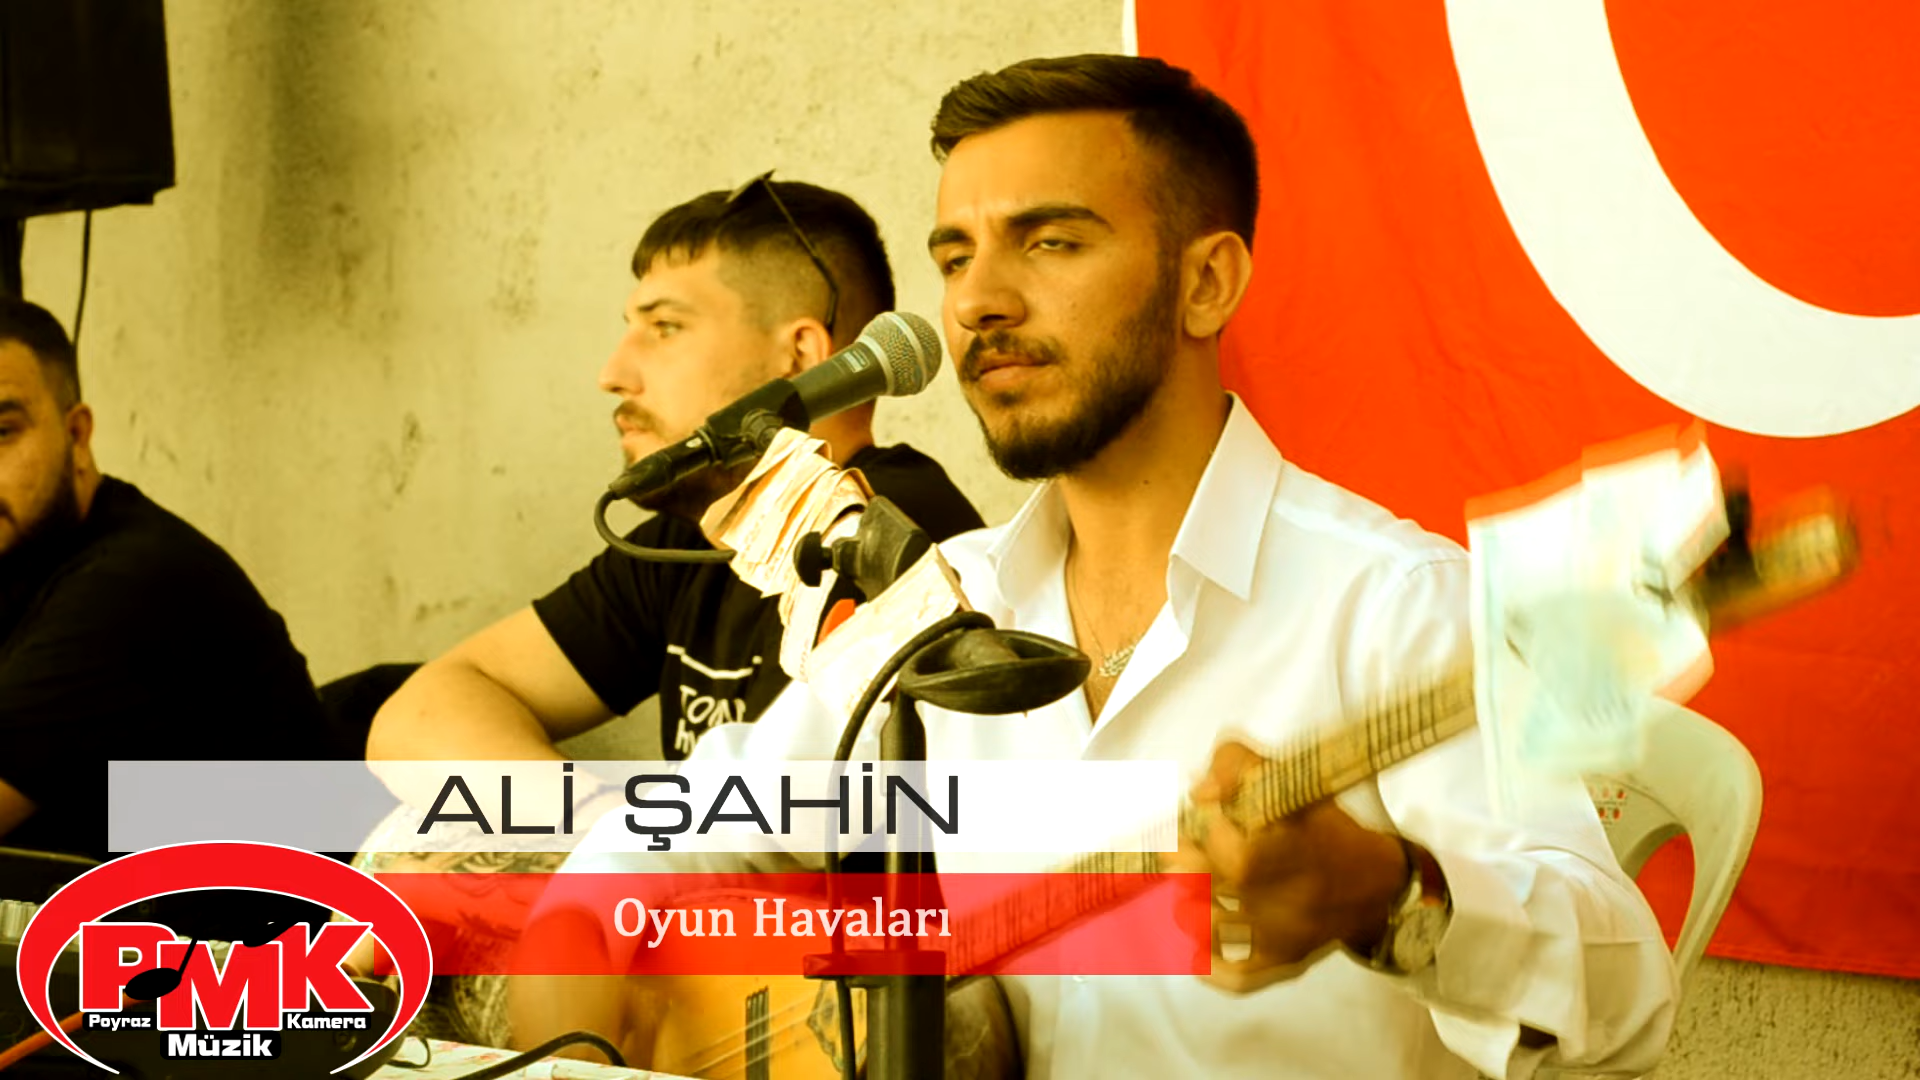 ALİ ŞAHİN
Oyun Havaları
PMK
Poyraz
Kamera
Müzik